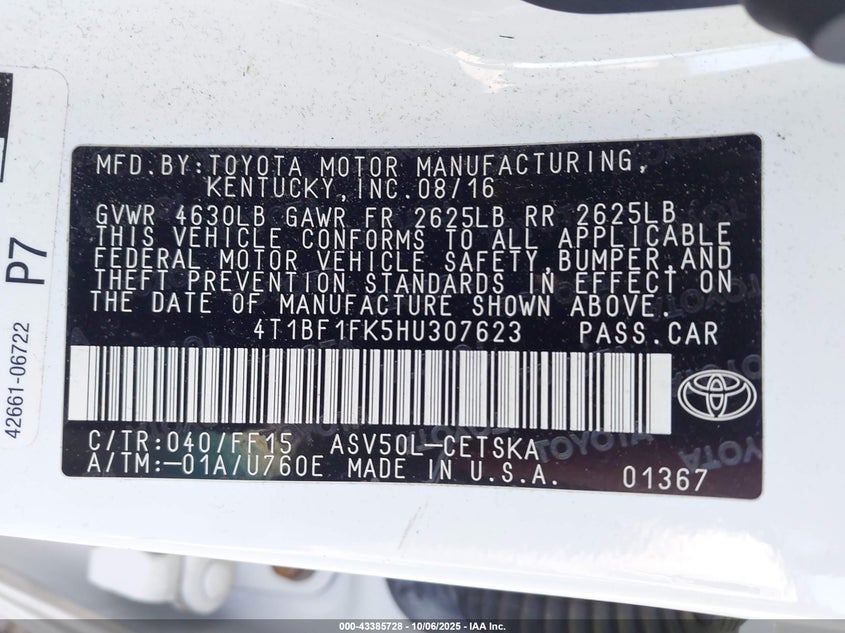 MFD.BY:TOYOTA MOTOR MANUFACTURING,
KENTUCKY,INC.08/16
GVWR 4630LB GAWR FR 2625LB RR 2625LB
THIS VEHICLE CONFORMS TO ALL APPLICABLE
FEDERAL MOTOR VEHICLE SAFETY,BUMPER,AND
THEFT PREVENTION STANDARDS IN EFFECT ON
THE DATE OF MANUFACTURE SHOWN ABOVE.
4T1BF1FK5HU307623 PASS.CAR
C/TR:040/FF15 ASV50L-CETSKA
A/TM:-01A/U760E MADE IN U.S.A. 01367
42661-06722 P7
000-43385728 - 10/06/2025 - IAA Inc.